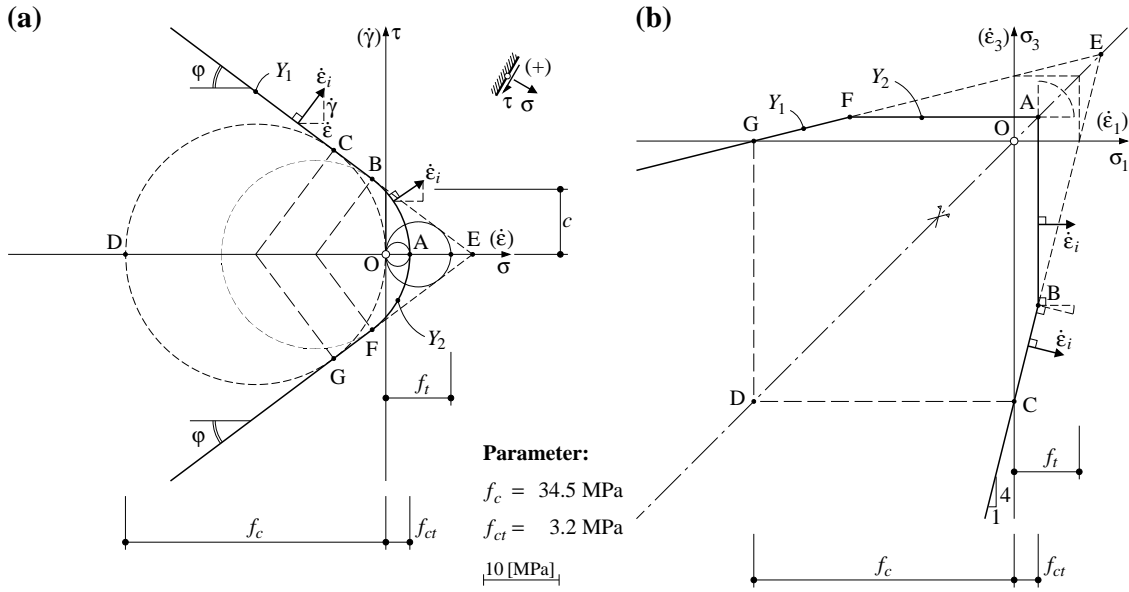 (a)
(γ̇) τ
φ
Y1
ε̇i
γ̇
ε̇
(+)
τ σ
C
B
ε̇i
c
D
O
A
E
(ε̇)
σ
F
Y2
G
ft
φ
fc
fct
Parameter:
fc = 34.5 MPa
fct = 3.2 MPa
10 [MPa]
(b)
(ε̇3) σ3
E
Y1
F
Y2
A
G
O
(ε̇1)
σ1
ε̇i
B
ε̇i
D
C
ft
4
1
fc
fct